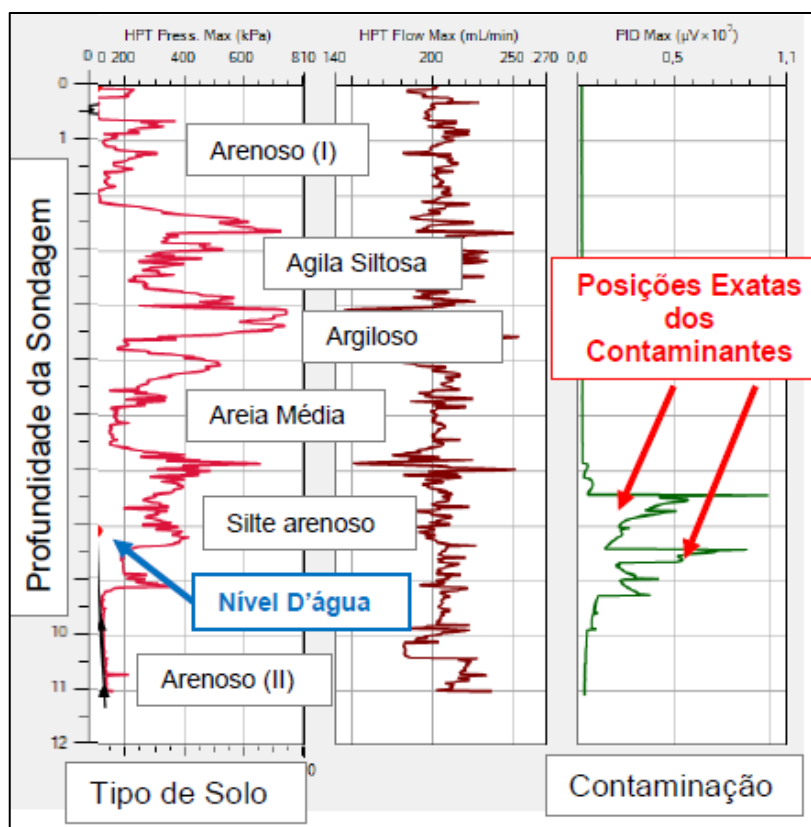 HPT Press. Max (kPa)
HPT Flow Max (mL/min)
PID Max (µV×10⁷)
0
0 200 400 600 810
140 200 250 270
0,0 0,5 1,1
0
1
Arenoso (I)
Agila Siltosa
Posições Exatas
dos
Contaminantes
Argiloso
Areia Média
Silte arenoso
Nível D'água
10
Arenoso (II)
11
12
0
Profundidade da Sondagem
Tipo de Solo
Contaminação